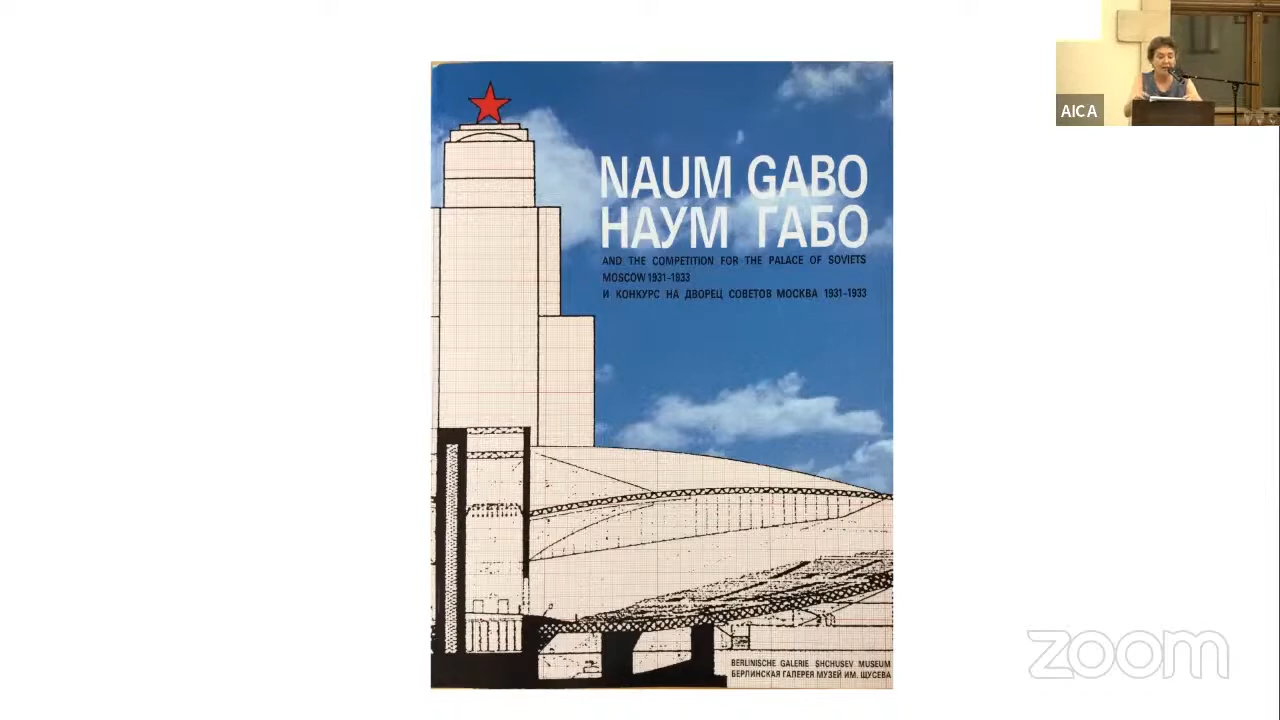 NAUM GABO
НАУМ ГАБО
AND THE COMPETITION FOR THE PALACE OF SOVIETS
MOSCOW 1931–1933
И КОНКУРС НА ДВОРЕЦ СОВЕТОВ МОСКВА 1931–1933
BERLINISCHE GALERIE SHCHUSEV MUSEUM
БЕРЛИНСКАЯ ГАЛЕРЕЯ МУЗЕЙ ИМ. ЩУСЕВА
AICA
zoom